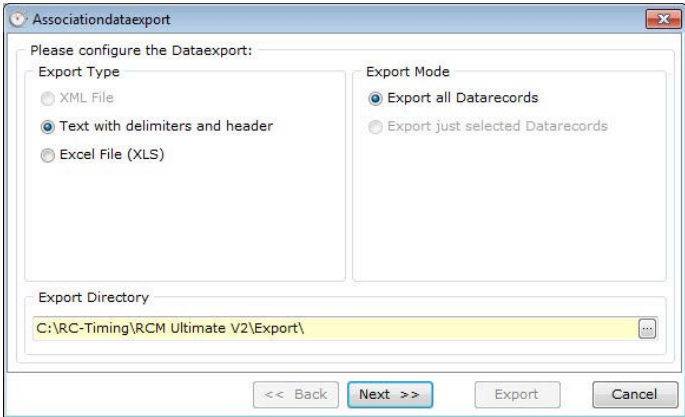 Associationdataexport
Please configure the Dataexport:
Export Type
XML File
Text with delimiters and header
Excel File (XLS)
Export Mode
Export all Datarecords
Export just selected Datarecords
Export Directory
C:\RC-Timing\RCM Ultimate V2\Export\
...
<< Back
Next >>
Export
Cancel